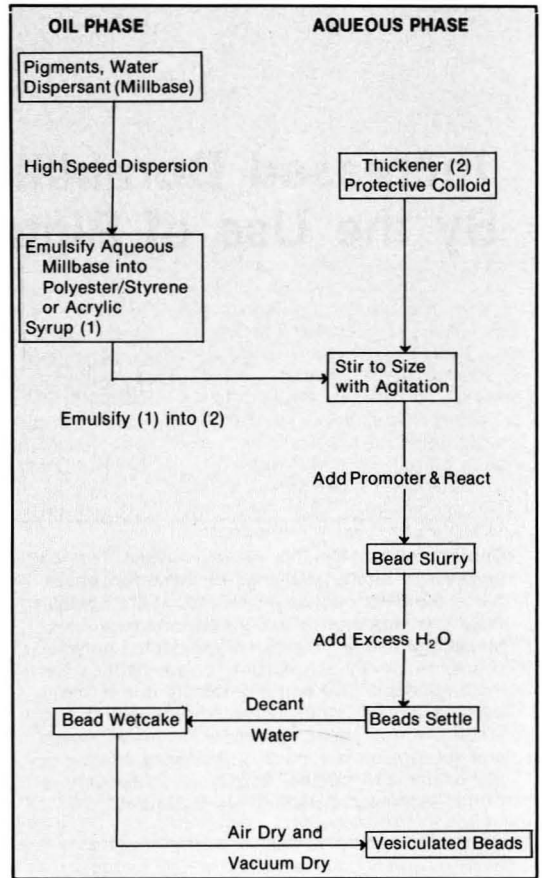 OIL PHASE
AQUEOUS PHASE
Pigments, Water
Dispersant (Millbase)
High Speed Dispersion
Thickener (2)
Protective Colloid
Emulsify Aqueous
Millbase into
Polyester/Styrene
or Acrylic
Syrup (1)
Stir to Size
with Agitation
Emulsify (1) into (2)
Add Promoter & React
Bead Slurry
Add Excess H₂O
Bead Wetcake
Decant
Water
Beads Settle
Air Dry and
Vacuum Dry
Vesiculated Beads